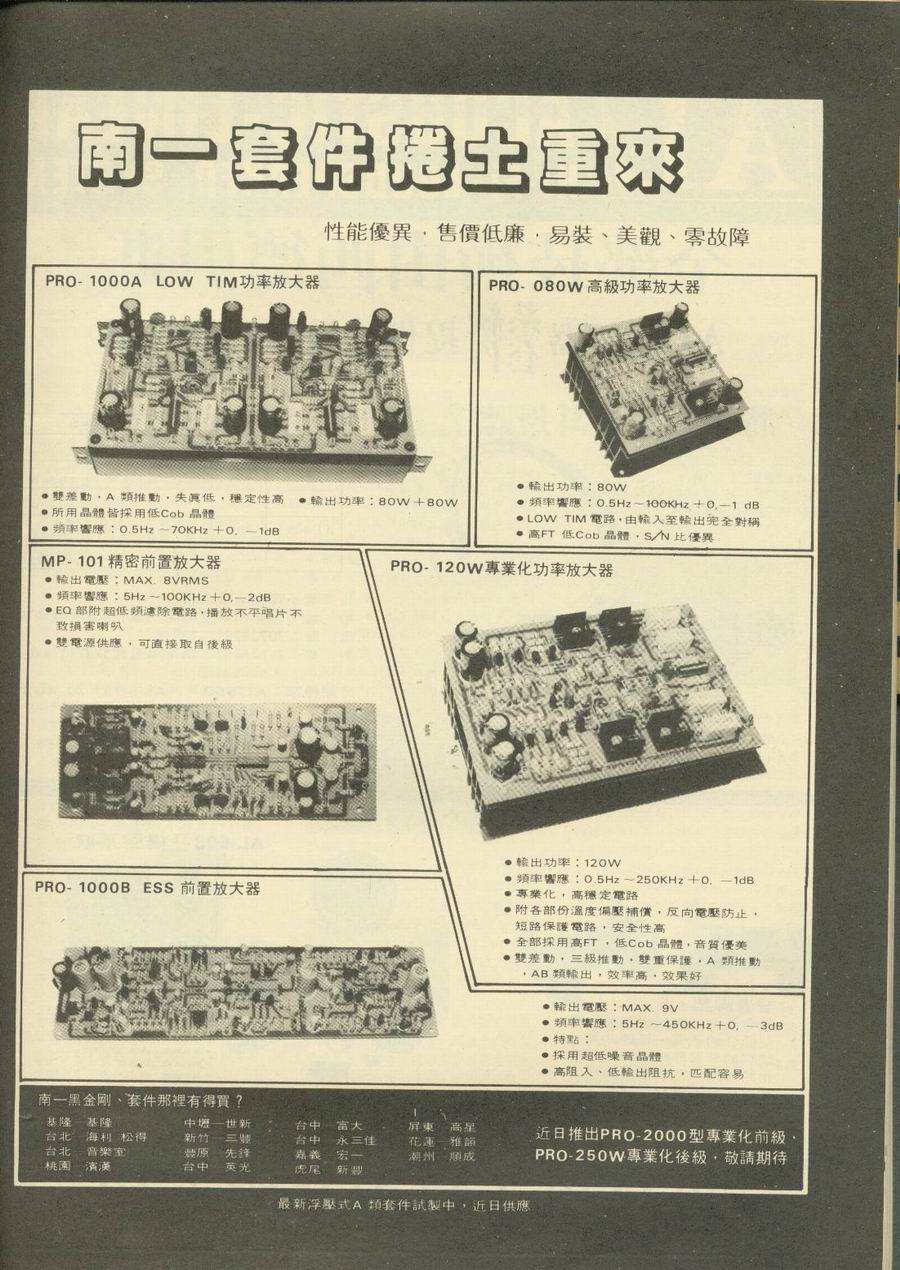 南一套件捲土重來
性能優異，售價低廉，易裝、美觀、零故障
PRO-1000A LOW TIM功率放大器
●雙差動，A 類推動，失眞低，穩定性高 ●輸出功率：80W＋80W
●所用晶體皆採用低Cob 晶體
●頻率響應：0.5Hz～70KHz＋0，—1dB
PRO-080W高級功率放大器
●輸出功率：80W
●頻率響應：0.5Hz～100KHz＋0,—1 dB
●LOW TIM 電路，由輸入至輸出完全對稱
●高FT 低Cob 晶體，S/N 比優異
MP-101精密前置放大器
●輸出電壓：MAX. 8VRMS
●頻率響應：5Hz～100KHz＋0,—2dB
●EQ 部附超低頻濾除電路，播放不平唱片不
致損害喇叭
●雙電源供應，可直接取自後級
PRO-120W專業化功率放大器
●輸出功率：120W
●頻率響應：0.5Hz～250KHz＋0, —1dB
●專業化，高穩定電路
●附各部份溫度偏壓補償，反向電壓防止，
短路保護電路，安全性高
●全部採用高FT，低Cob 晶體，音質優美
●雙差動，三級推動，雙重保護，A 類推動
，AB 類輸出，效率高，效果好
PRO-1000B ESS 前置放大器
●輸出電壓：MAX. 9V
●頻率響應：5Hz～450KHz＋0, —3dB
●特點：
●採用超低噪音晶體
●高阻入、低輸出阻抗，匹配容易
南一黑金剛、套件那裡有得買？
基隆 基隆
台北 海利 松得
台北 音樂室
桃園 濱漢
中壢—世新
新竹—三豐
豐原 先鋒
台中 英光
台中 富大
台中 永三佳
嘉義 宏一
虎尾 新豐
屏東 高星
花蓮 雅韻
潮州 順成
近日推出PRO-2000型專業化前級，
PRO-250W專業化後級，敬請期待
最新浮壓式A 類套件試製中，近日供應